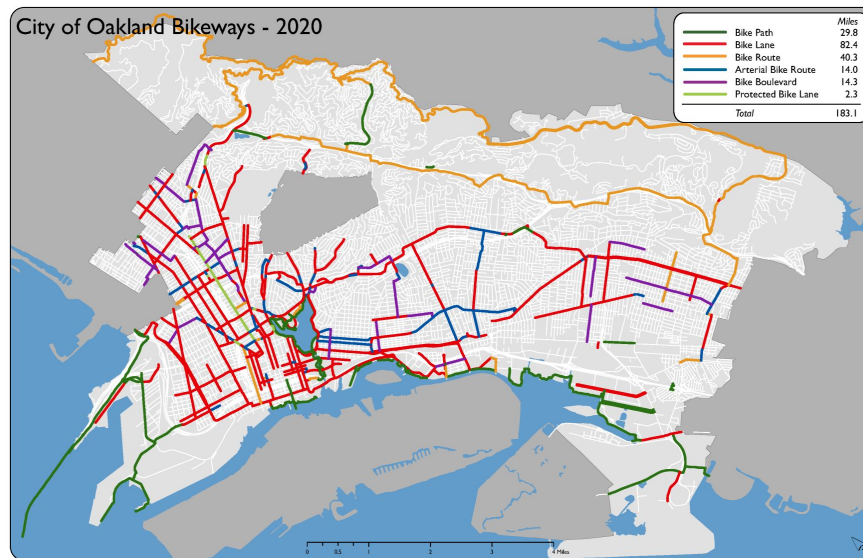 City of Oakland Bikeways - 2020
Miles
Bike Path 29.8
Bike Lane 82.4
Bike Route 40.3
Arterial Bike Route 14.0
Bike Boulevard 14.3
Protected Bike Lane 2.3
Total 183.1
0 0.5 1 2 3 4 Miles